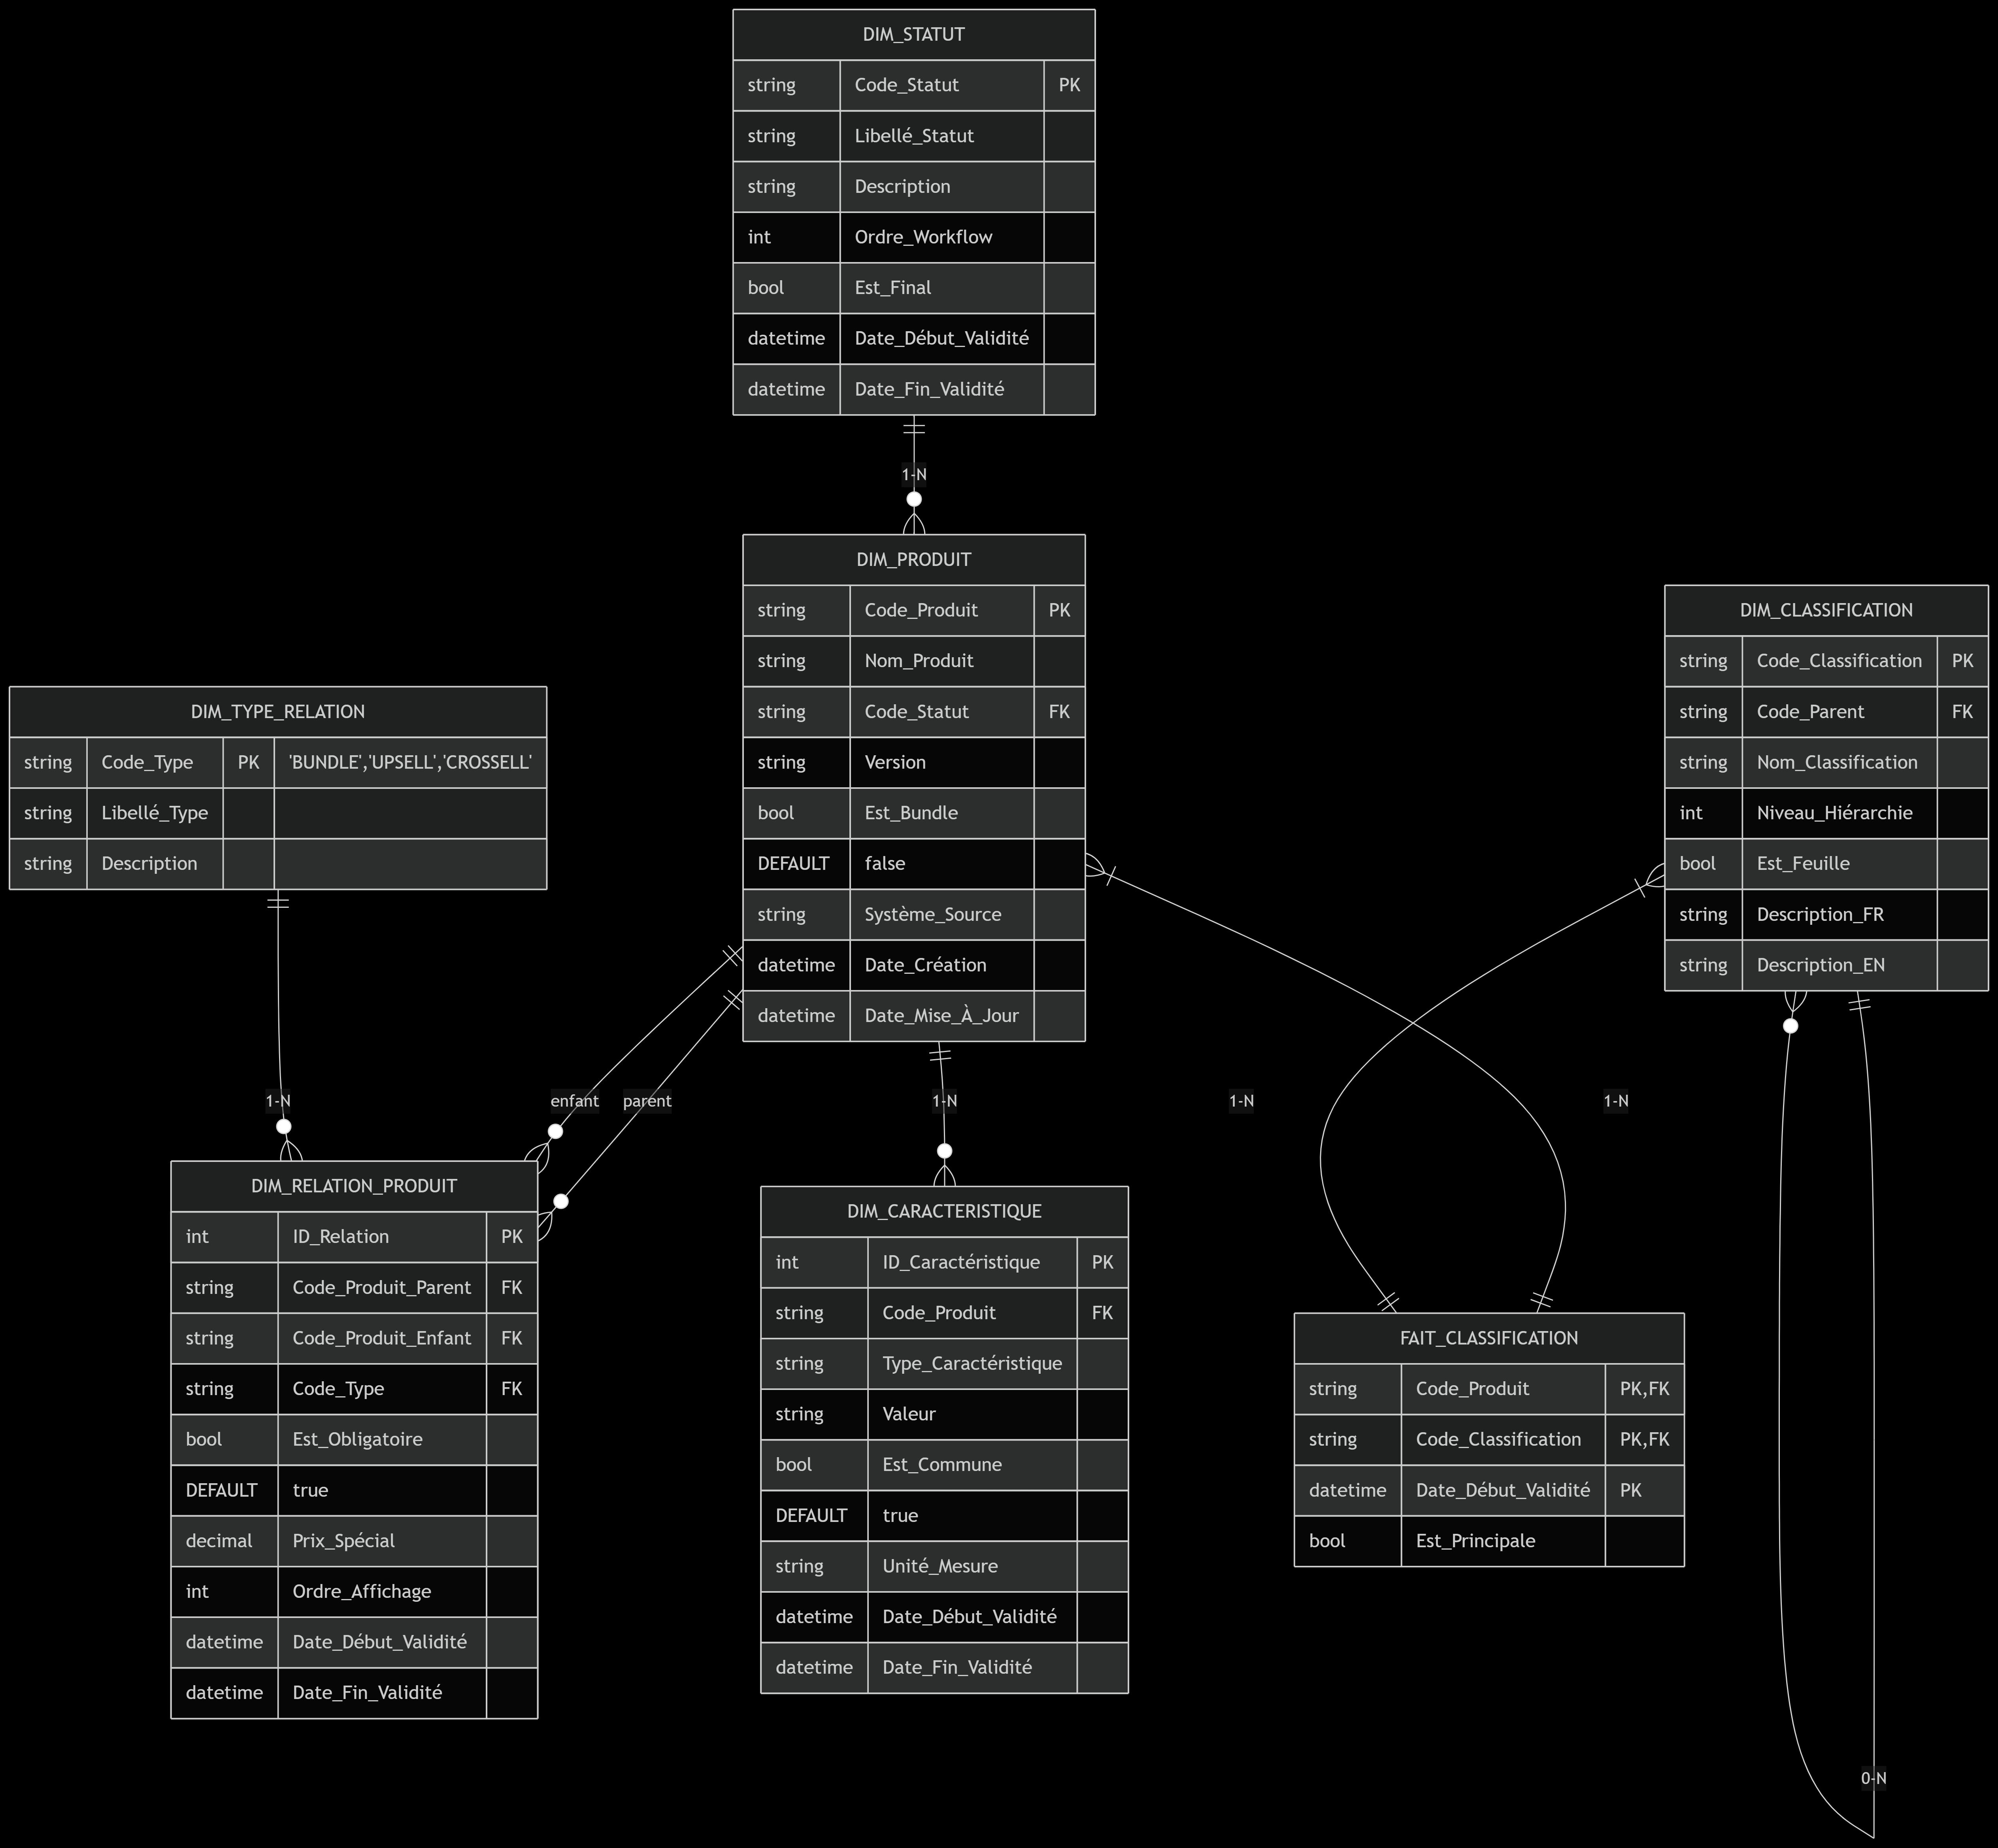 DIM_STATUT
string Code_Statut PK
string Libellé_Statut
string Description
int Ordre_Workflow
bool Est_Final
datetime Date_Début_Validité
datetime Date_Fin_Validité
1-N
DIM_PRODUIT
string Code_Produit PK
string Nom_Produit
string Code_Statut FK
string Version
bool Est_Bundle
DEFAULT false
string Système_Source
datetime Date_Création
datetime Date_Mise_À_Jour
DIM_CLASSIFICATION
string Code_Classification PK
string Code_Parent FK
string Nom_Classification
int Niveau_Hiérarchie
bool Est_Feuille
string Description_FR
string Description_EN
DIM_TYPE_RELATION
string Code_Type PK 'BUNDLE','UPSELL','CROSSELL'
string Libellé_Type
string Description
1-N
enfant
parent
1-N
1-N
1-N
DIM_RELATION_PRODUIT
int ID_Relation PK
string Code_Produit_Parent FK
string Code_Produit_Enfant FK
string Code_Type FK
bool Est_Obligatoire
DEFAULT true
decimal Prix_Spécial
int Ordre_Affichage
datetime Date_Début_Validité
datetime Date_Fin_Validité
DIM_CARACTERISTIQUE
int ID_Caractéristique PK
string Code_Produit FK
string Type_Caractéristique
string Valeur
bool Est_Commune
DEFAULT true
string Unité_Mesure
datetime Date_Début_Validité
datetime Date_Fin_Validité
FAIT_CLASSIFICATION
string Code_Produit PK,FK
string Code_Classification PK,FK
datetime Date_Début_Validité PK
bool Est_Principale
0-N